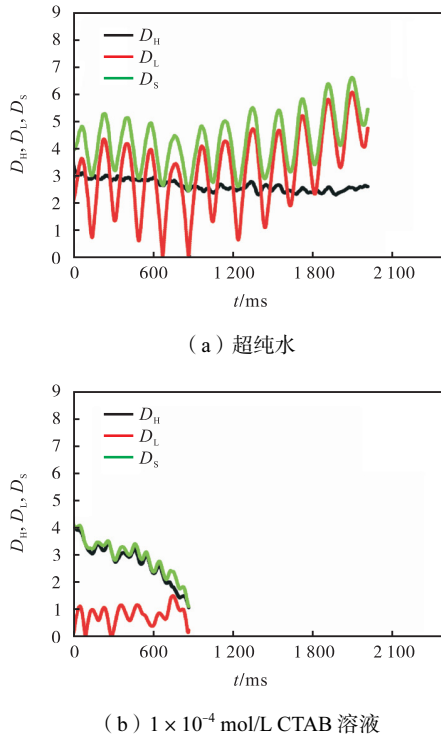 9
8
7
6
5
4
3
2
1
0
D_H, D_L, D_S
D_H
D_L
D_S
0 600 1 200 1 800 2 100
t/ms
（a）超纯水
9
8
7
6
5
4
3
2
1
0
D_H, D_L, D_S
D_H
D_L
D_S
0 600 1 200 1 800 2 100
t/ms
（b）1 × 10⁻⁴ mol/L CTAB 溶液